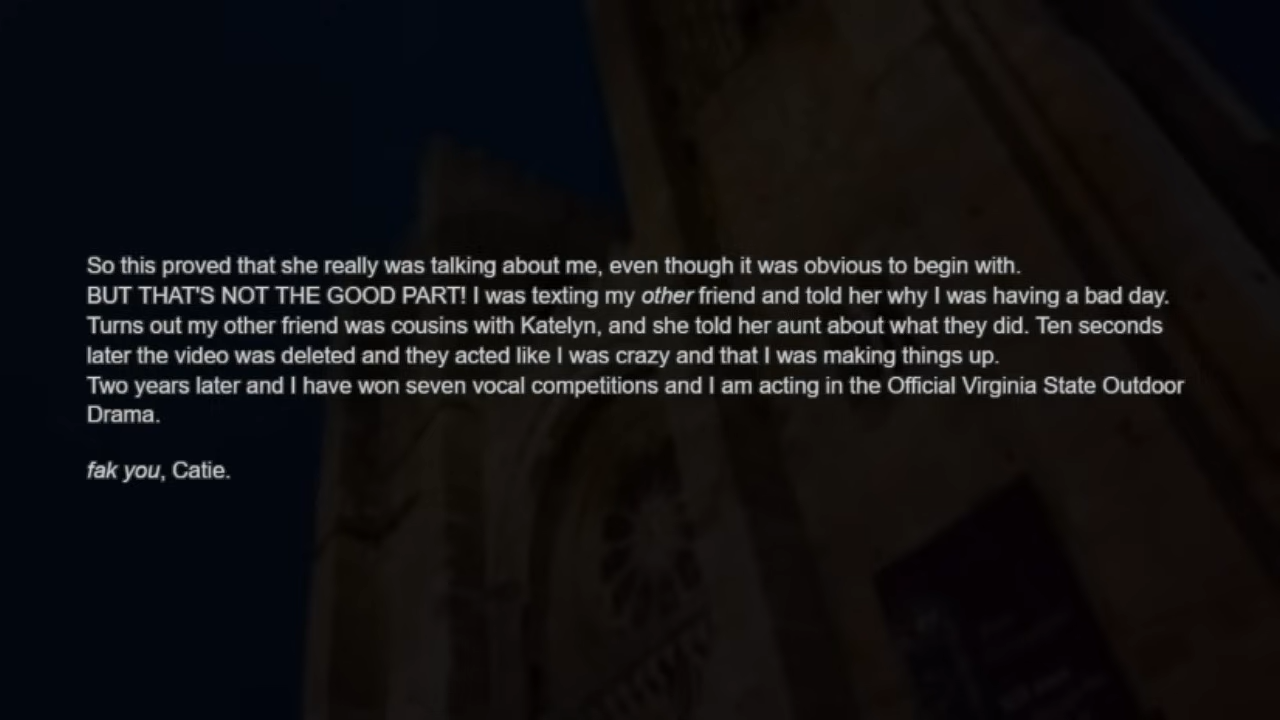 So this proved that she really was talking about me, even though it was obvious to begin with.
BUT THAT'S NOT THE GOOD PART! I was texting my other friend and told her why I was having a bad day.
Turns out my other friend was cousins with Katelyn, and she told her aunt about what they did. Ten seconds
later the video was deleted and they acted like I was crazy and that I was making things up.
Two years later and I have won seven vocal competitions and I am acting in the Official Virginia State Outdoor
Drama.
fak you, Catie.